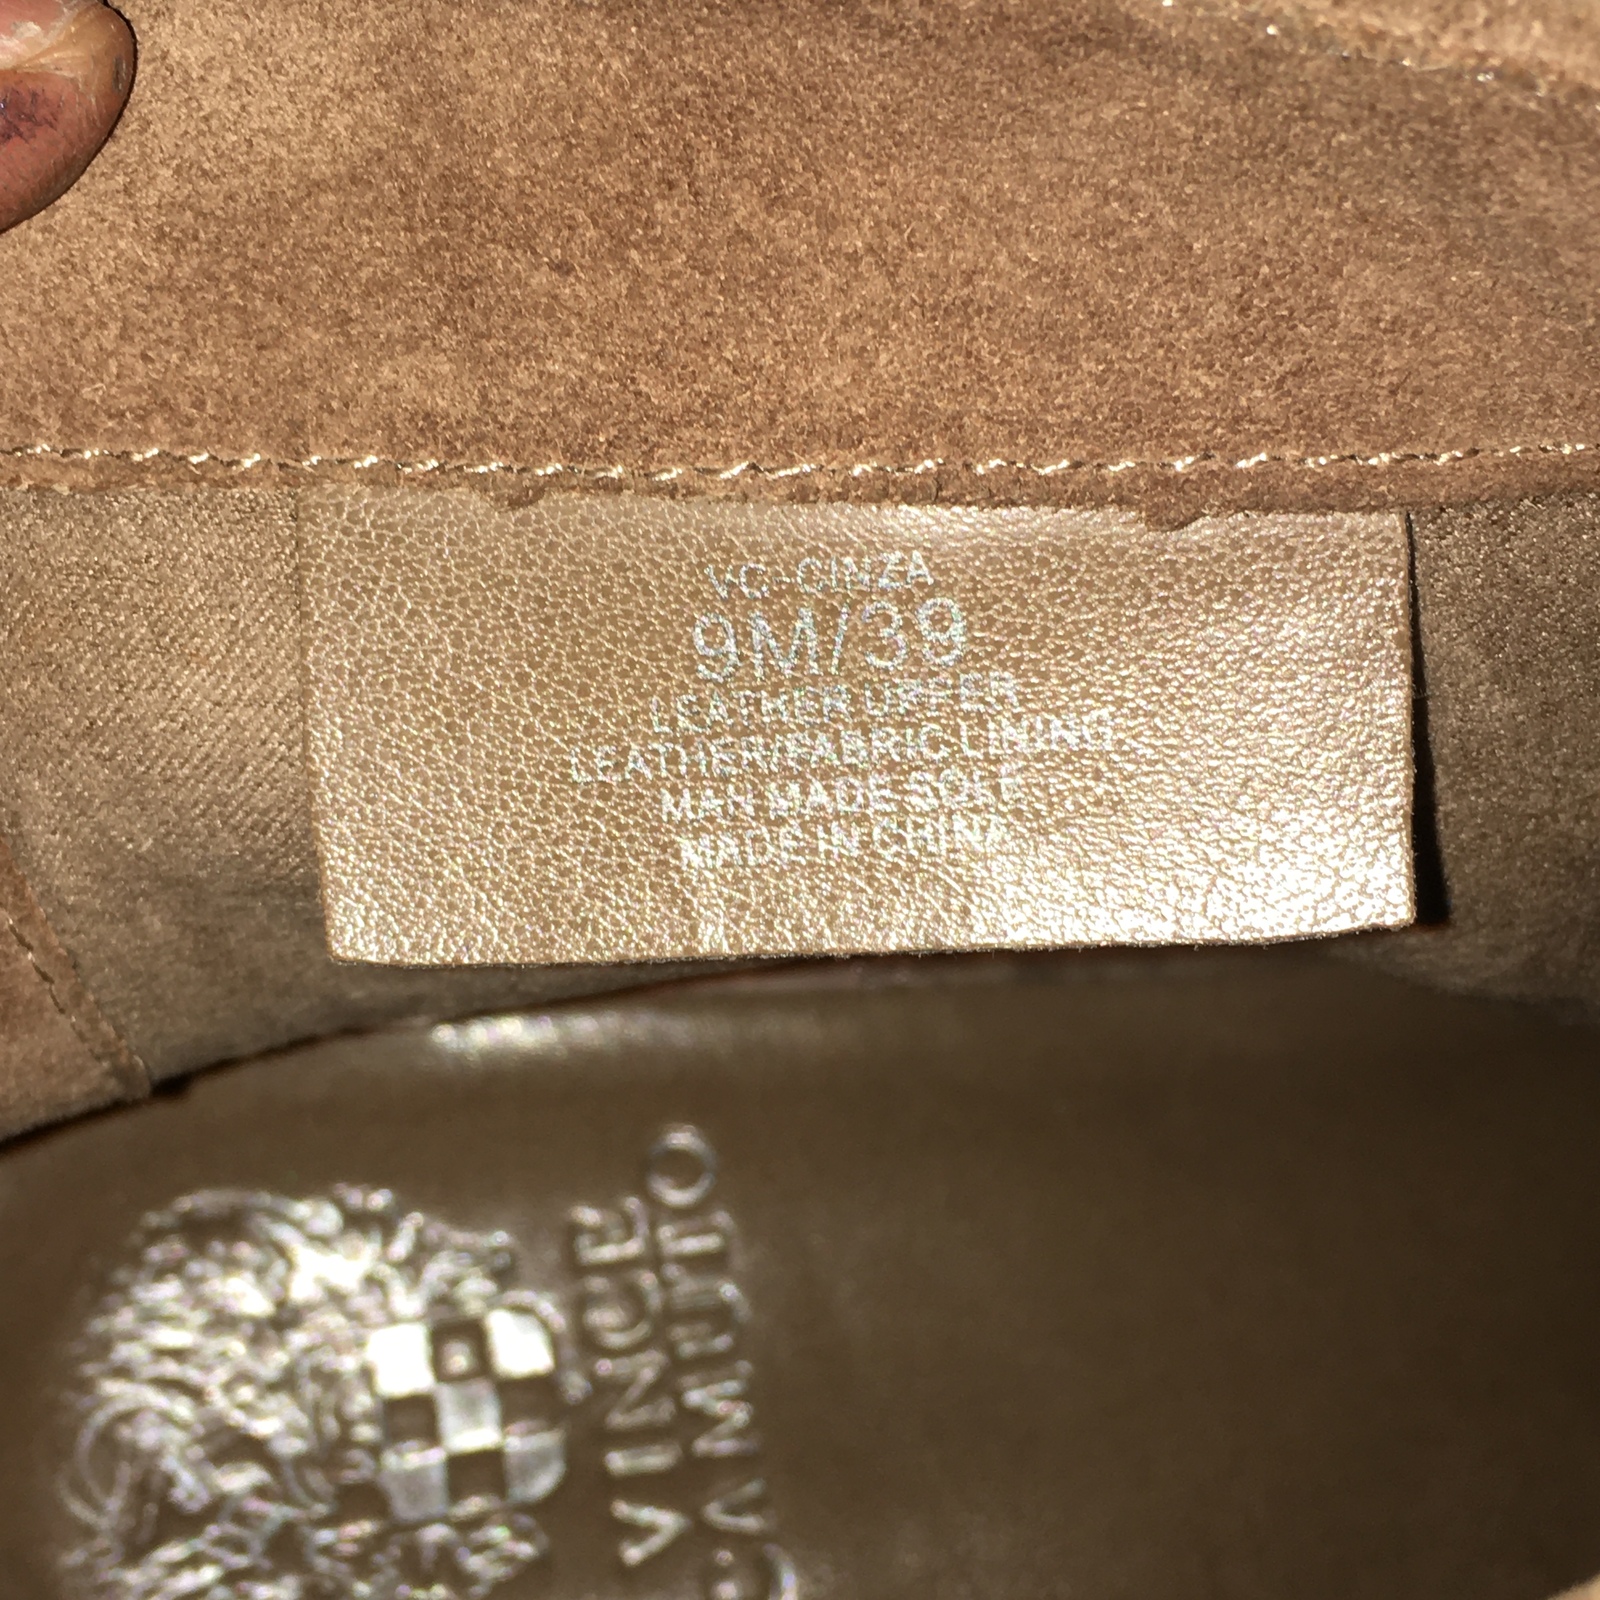 VC-CINZA
9M/39
LEATHER UPPER
LEATHER/FABRIC LINING
MAN MADE SOLE
MADE IN CHINA
VINCE
CAMUTO